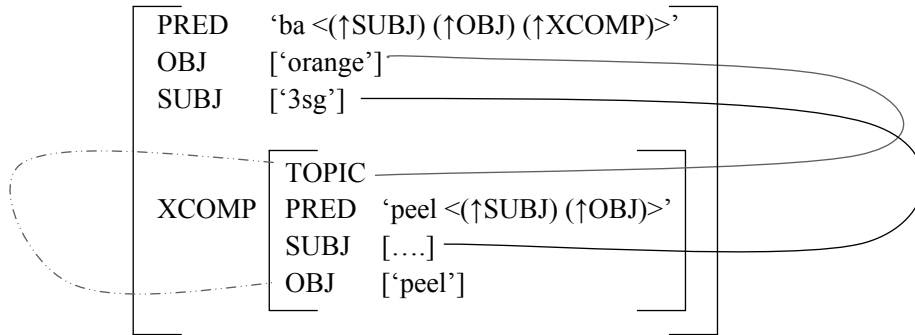 PRED ‘ba <(↑SUBJ) (↑OBJ) (↑XCOMP)>’
OBJ [‘orange’]
SUBJ [‘3sg’]
TOPIC
XCOMP PRED ‘peel <(↑SUBJ) (↑OBJ)>’
SUBJ [….]
OBJ [‘peel’]